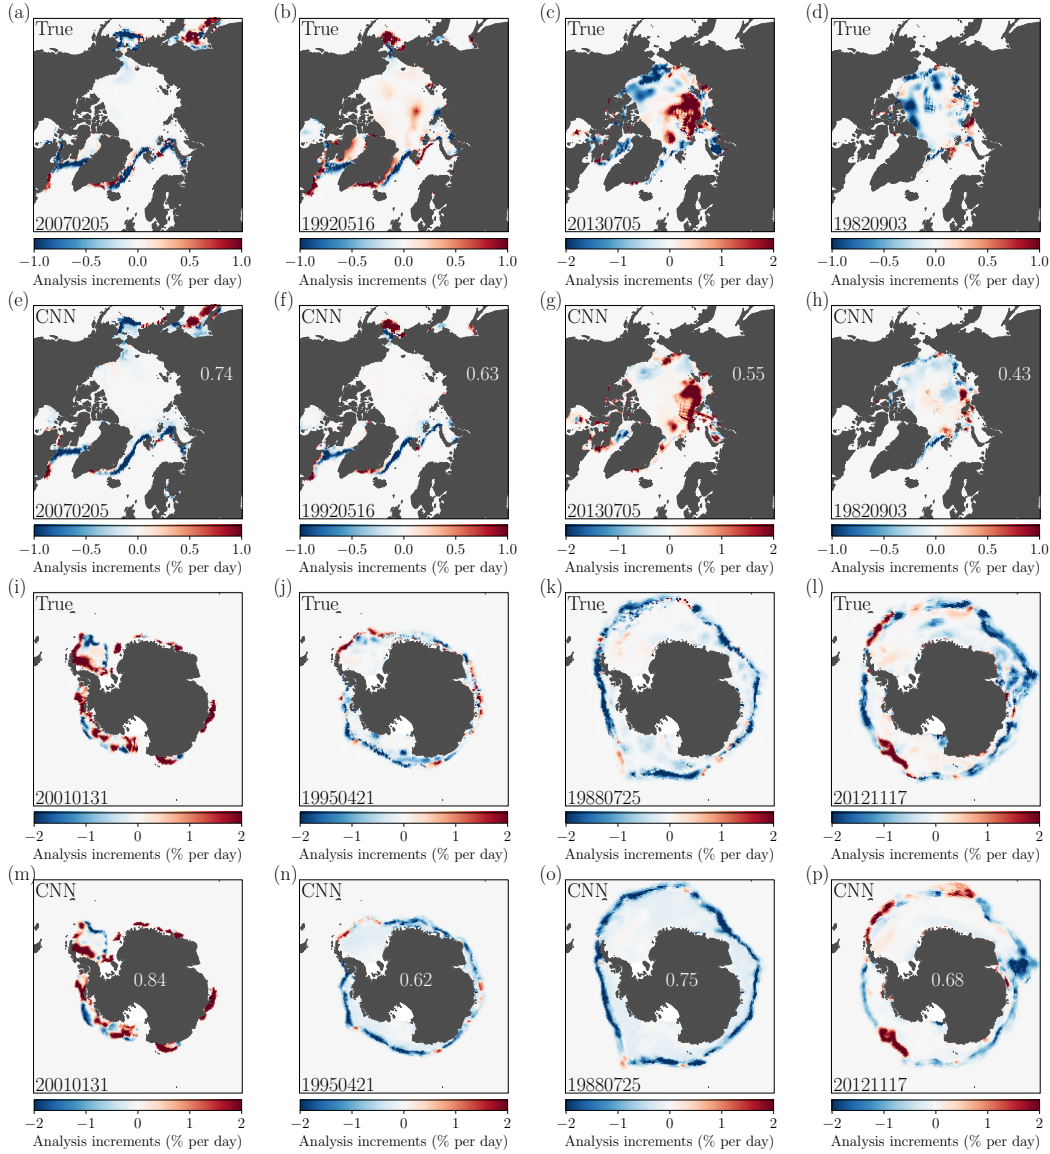 (a) (b) (c) (d)
True True True True
20070205 19920516 20130705 19820903
−1.0 −0.5 0.0 0.5 1.0 −1.0 −0.5 0.0 0.5 1.0 −2 −1 0 1 2 −1.0 −0.5 0.0 0.5 1.0
Analysis increments (% per day) Analysis increments (% per day) Analysis increments (% per day) Analysis increments (% per day)
(e) (f) (g) (h)
CNN CNN CNN CNN
0.74 0.63 0.55 0.43
20070205 19920516 20130705 19820903
−1.0 −0.5 0.0 0.5 1.0 −1.0 −0.5 0.0 0.5 1.0 −2 −1 0 1 2 −1.0 −0.5 0.0 0.5 1.0
Analysis increments (% per day) Analysis increments (% per day) Analysis increments (% per day) Analysis increments (% per day)
(i) (j) (k) (l)
True True True True
20010131 19950421 19880725 20121117
−2 −1 0 1 2 −2 −1 0 1 2 −2 −1 0 1 2 −2 −1 0 1 2
Analysis increments (% per day) Analysis increments (% per day) Analysis increments (% per day) Analysis increments (% per day)
(m) (n) (o) (p)
CNN CNN CNN CNN
0.84 0.62 0.75 0.68
20010131 19950421 19880725 20121117
−2 −1 0 1 2 −2 −1 0 1 2 −2 −1 0 1 2 −2 −1 0 1 2
Analysis increments (% per day) Analysis increments (% per day) Analysis increments (% per day) Analysis increments (% per day)